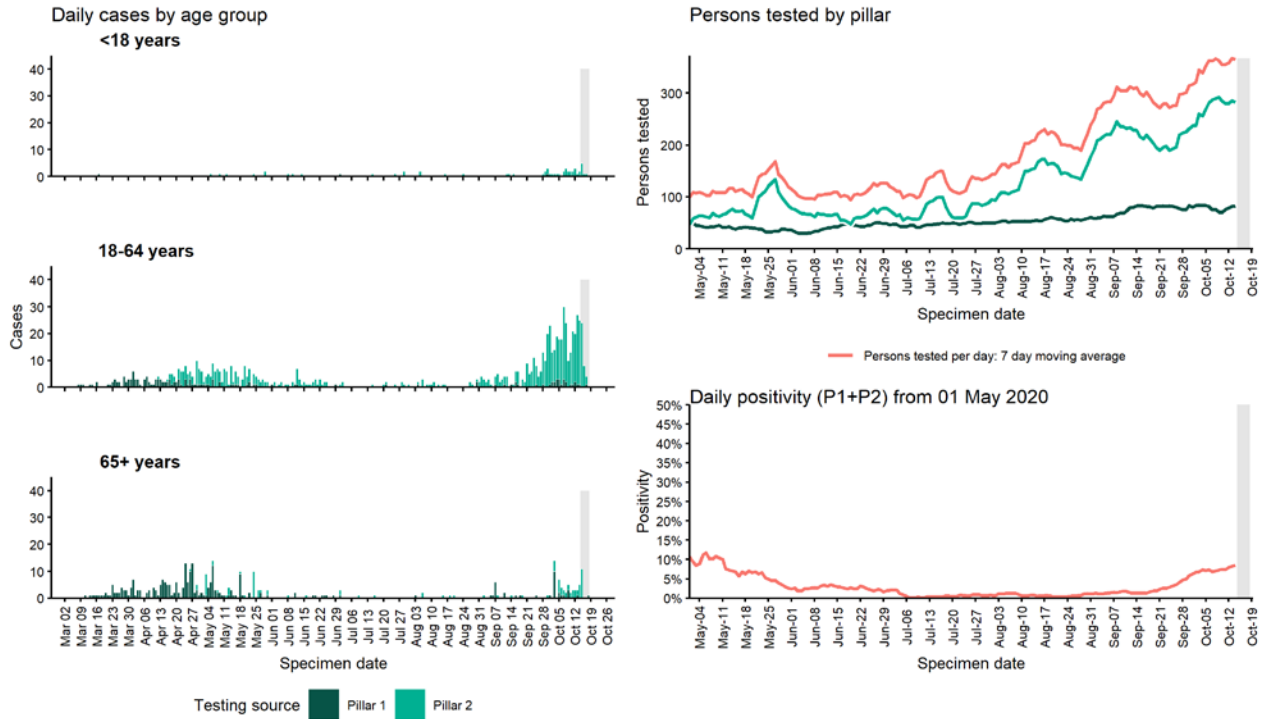 Daily cases by age group
<18 years
40
30
20
10
0
18-64 years
40
30
20
10
0
Cases
65+ years
40
30
20
10
0
Mar 02 Mar 09 Mar 16 Mar 23 Mar 30 Apr 06 Apr 13 Apr 20 Apr 27 May 04 May 11 May 18 May 25 Jun 01 Jun 08 Jun 15 Jun 22 Jun 29 Jul 06 Jul 13 Jul 20 Jul 27 Aug 03 Aug 10 Aug 17 Aug 24 Aug 31 Sep 07 Sep 14 Sep 21 Sep 28 Oct 05 Oct 12 Oct 19 Oct 26
Specimen date
Testing source Pillar 1 Pillar 2
Persons tested by pillar
Persons tested
300
200
100
0
May-04 May-11 May-18 May-25 Jun-01 Jun-08 Jun-15 Jun-22 Jun-29 Jul-06 Jul-13 Jul-20 Jul-27 Aug-03 Aug-10 Aug-17 Aug-24 Aug-31 Sep-07 Sep-14 Sep-21 Sep-28 Oct-05 Oct-12 Oct-19
Specimen date
Persons tested per day: 7 day moving average
Daily positivity (P1+P2) from 01 May 2020
Positivity
50%
45%
40%
35%
30%
25%
20%
15%
10%
5%
0%
May-04 May-11 May-18 May-25 Jun-01 Jun-08 Jun-15 Jun-22 Jun-29 Jul-06 Jul-13 Jul-20 Jul-27 Aug-03 Aug-10 Aug-17 Aug-24 Aug-31 Sep-07 Sep-14 Sep-21 Sep-28 Oct-05 Oct-12 Oct-19
Specimen date